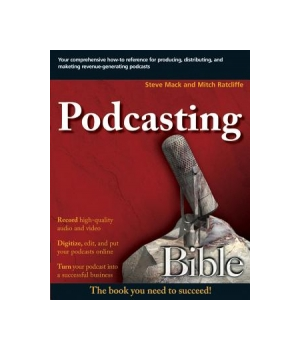 Your comprehensive how-to reference for producing, distributing, and
maketing revenue-generating podcasts
Steve Mack and Mitch Ratcliffe
Podcasting
Record high-quality
audio and video
Digitize, edit, and put
your podcasts online
Turn your podcast into
a successful business
Bible
The book you need to succeed!